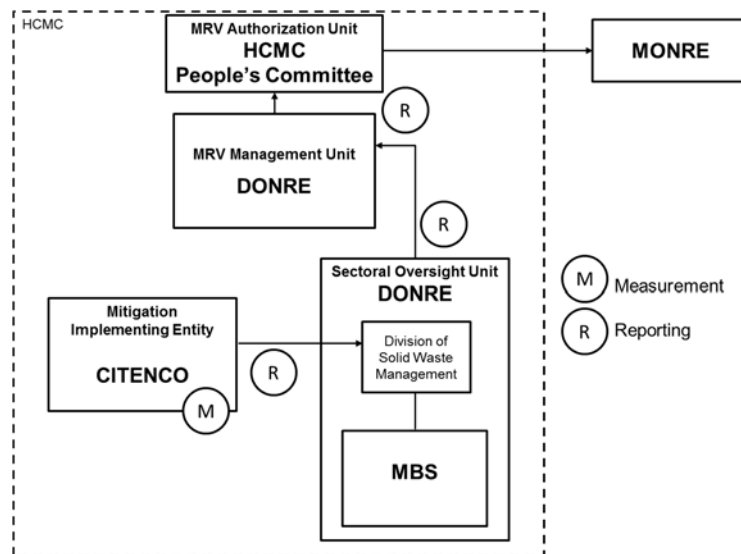 HCMC
MRV Authorization Unit
HCMC
People's Committee
MONRE
R
MRV Management Unit
DONRE
R
Sectoral Oversight Unit
DONRE
Mitigation
Implementing Entity
CITENCO
M
R
Division of
Solid Waste
Management
MBS
M Measurement
R Reporting